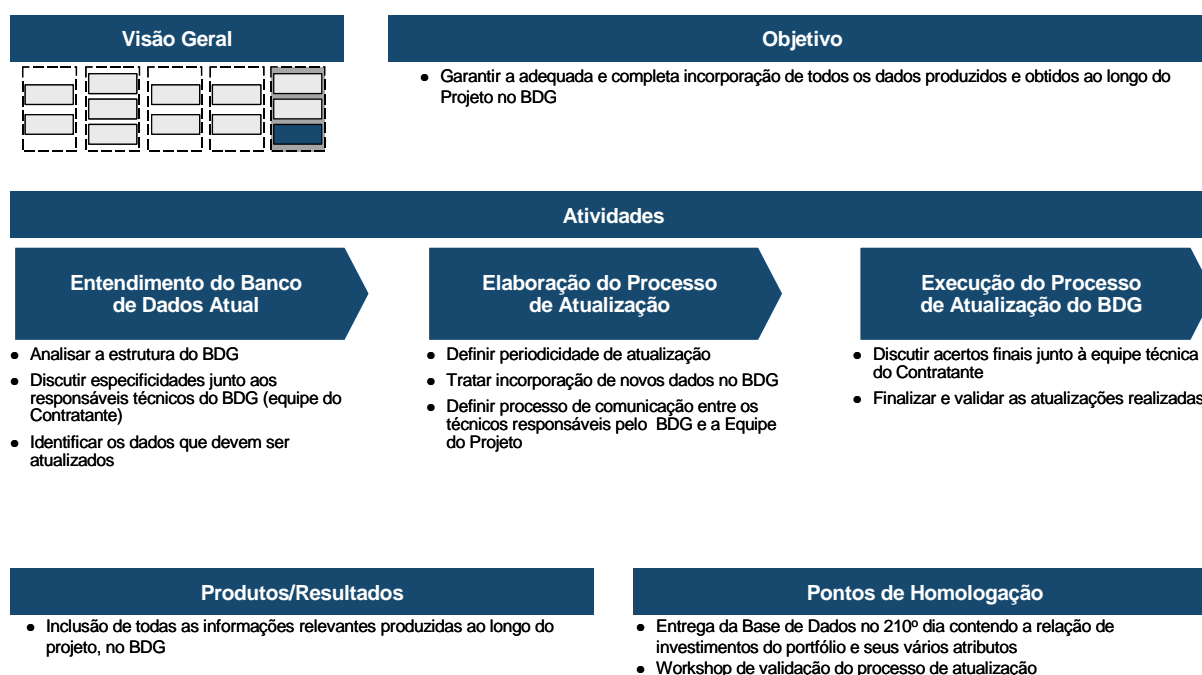 Visão Geral
Objetivo
● Garantir a adequada e completa incorporação de todos os dados produzidos e obtidos ao longo do
Projeto no BDG
Atividades
Entendimento do Banco
de Dados Atual
● Analisar a estrutura do BDG
● Discutir especificidades junto aos
responsáveis técnicos do BDG (equipe do
Contratante)
● Identificar os dados que devem ser
atualizados
Elaboração do Processo
de Atualização
● Definir periodicidade de atualização
● Tratar incorporação de novos dados no BDG
● Definir processo de comunicação entre os
técnicos responsáveis pelo BDG e a Equipe
do Projeto
Execução do Processo
de Atualização do BDG
● Discutir acertos finais junto à equipe técnica
do Contratante
● Finalizar e validar as atualizações realizadas
Produtos/Resultados
● Inclusão de todas as informações relevantes produzidas ao longo do
projeto, no BDG
Pontos de Homologação
● Entrega da Base de Dados no 210º dia contendo a relação de
investimentos do portfólio e seus vários atributos
● Workshop de validação do processo de atualização